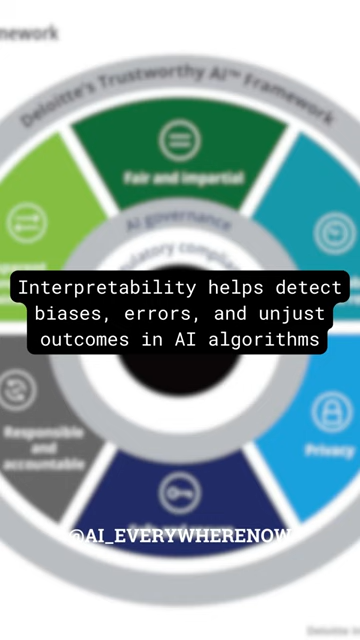 mework
Deloitte's Trustworthy AI™ Framework
Fair and impartial
AI governance
Interpretability helps detect
biases, errors, and unjust
outcomes in AI algorithms
Responsible
and
accountable
Privacy
@AI_EVERYWHERENOW